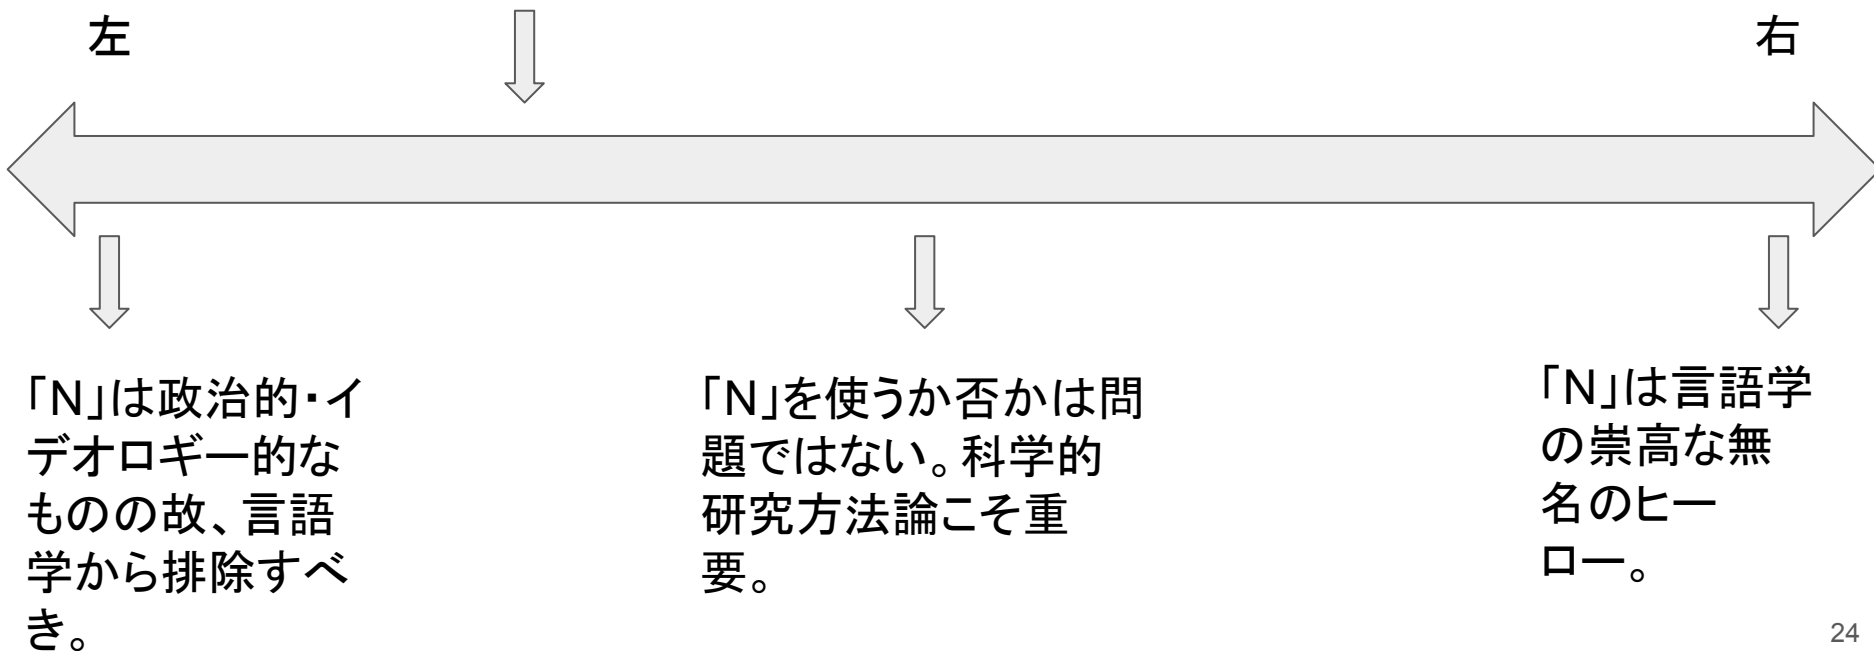 左
右
「N」は政治的・イ
デオロギー的な
ものの故、言語
学から排除すべ
き。
「N」を使うか否かは問
題ではない。科学的
研究方法論こそ重
要。
「N」は言語学
の崇高な無
名のヒー
ロー。
24